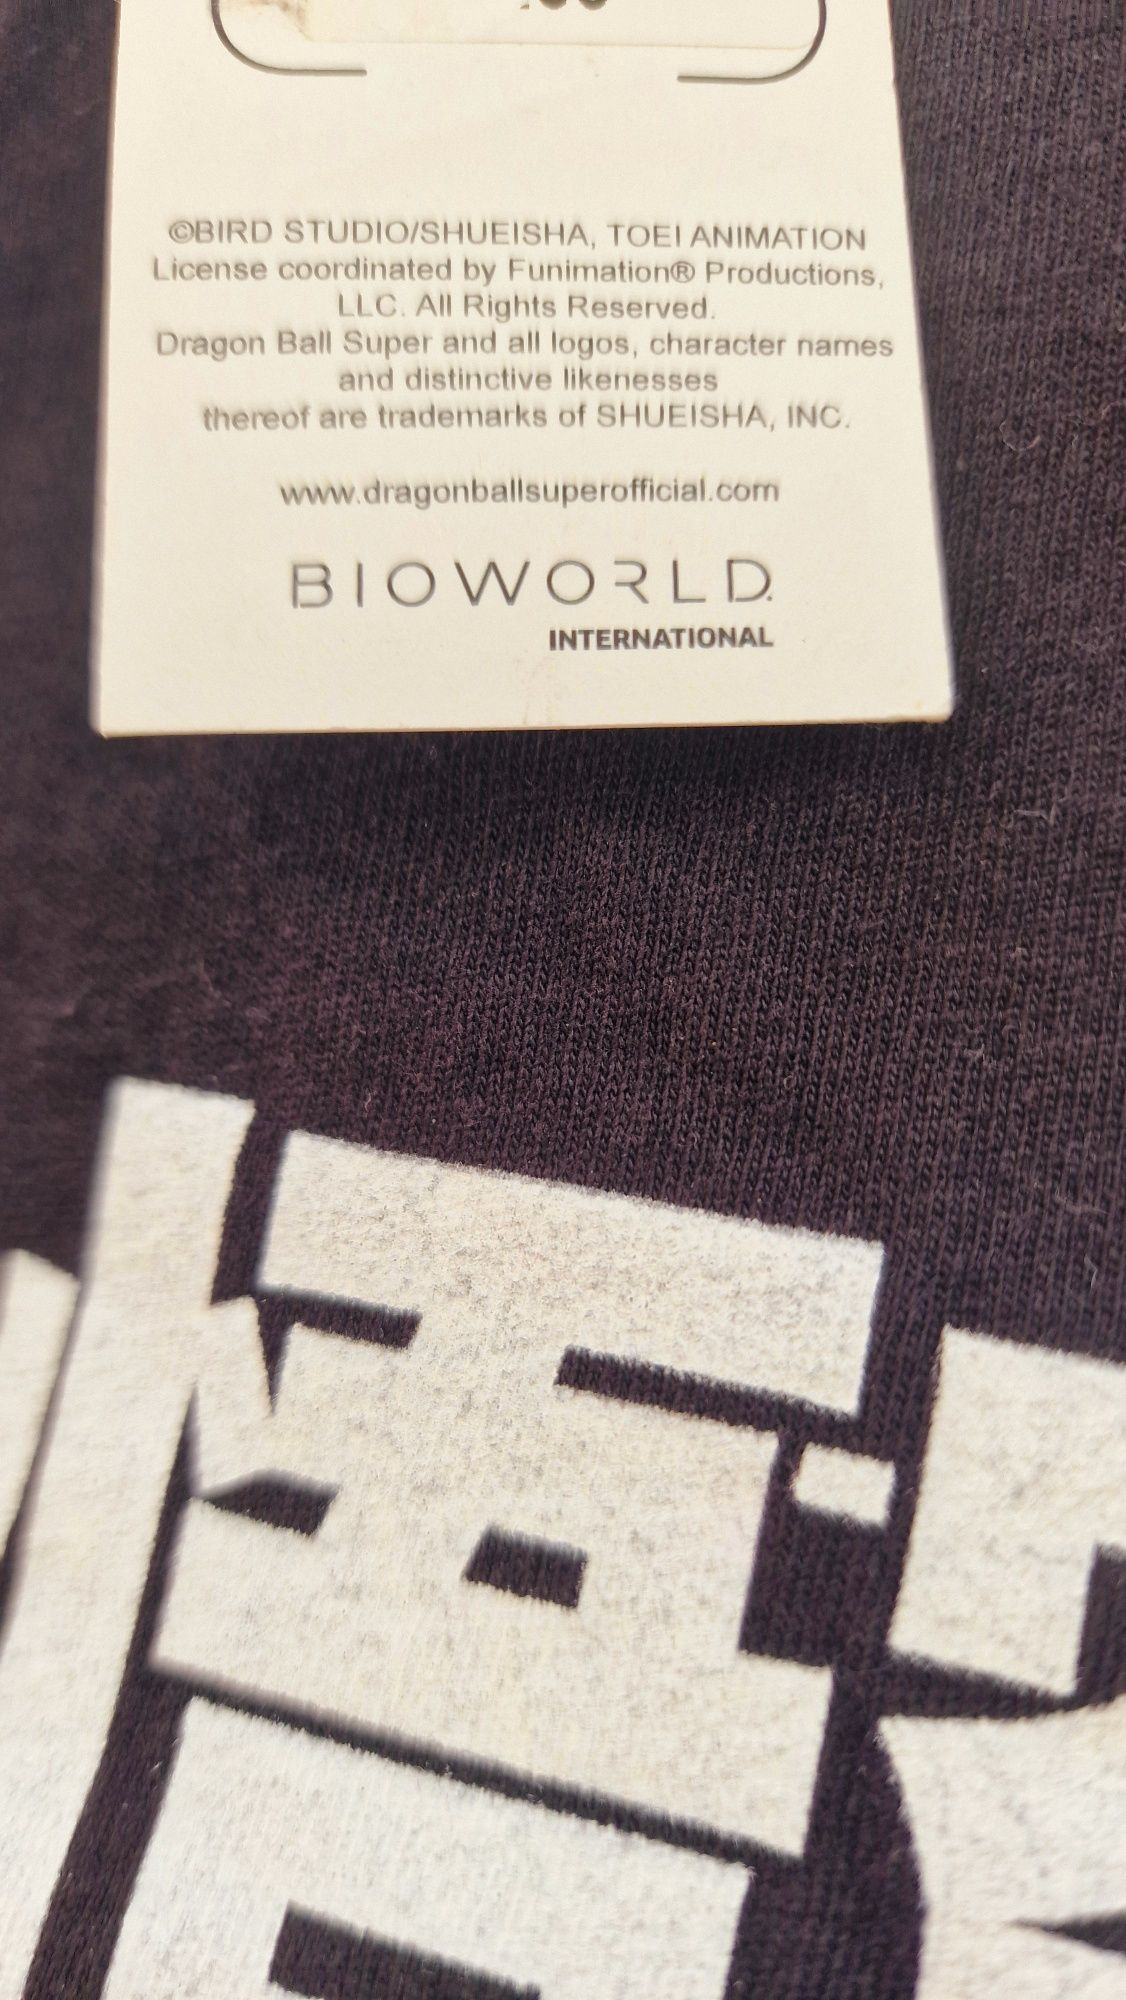 ©BIRD STUDIO/SHUEISHA, TOEI ANIMATION
License coordinated by Funimation® Productions,
LLC. All Rights Reserved.
Dragon Ball Super and all logos, character names
and distinctive likenesses
thereof are trademarks of SHUEISHA, INC.
www.dragonballsuperofficial.com
BIOWORLD.
INTERNATIONAL